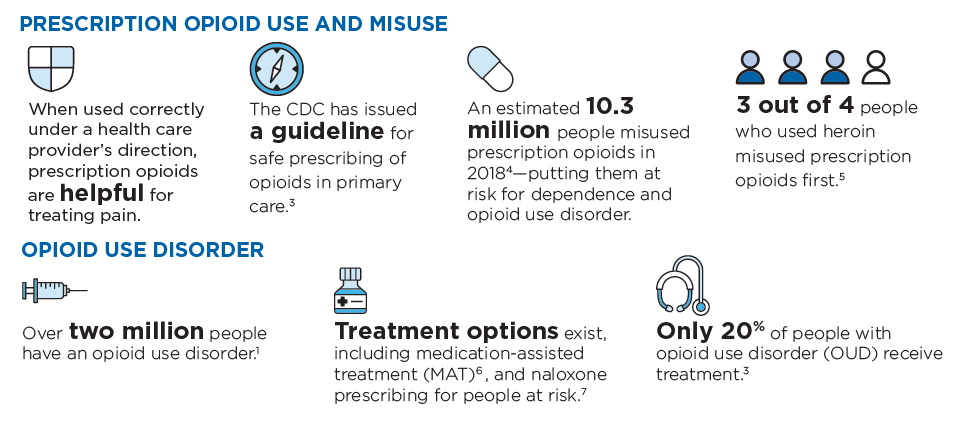 PRESCRIPTION OPIOID USE AND MISUSE
When used correctly
under a health care
provider's direction,
prescription opioids
are helpful for
treating pain.
The CDC has issued
a guideline for
safe prescribing of
opioids in primary
care.³
An estimated 10.3
million people misused
prescription opioids in
2018⁴—putting them at
risk for dependence and
opioid use disorder.
3 out of 4 people
who used heroin
misused prescription
opioids first.⁵
OPIOID USE DISORDER
Over two million people
have an opioid use disorder.¹
Treatment options exist,
including medication-assisted
treatment (MAT)⁶, and naloxone
prescribing for people at risk.⁷
Only 20% of people with
opioid use disorder (OUD) receive
treatment.³